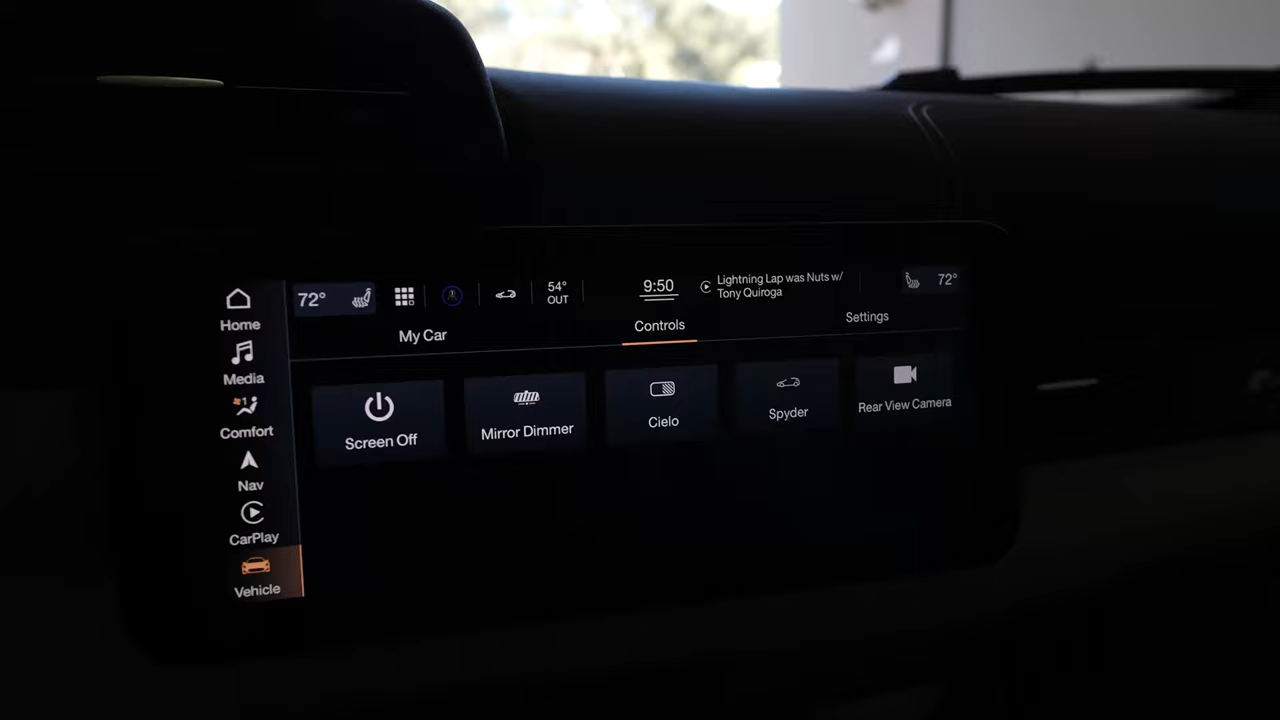 Home
Media
1
Comfort
Nav
CarPlay
Vehicle
72°
54°
OUT
9:50
Lightning Lap was Nuts w/
Tony Quiroga
72°
My Car
Controls
Settings
Screen Off
Mirror Dimmer
Cielo
Spyder
Rear View Camera